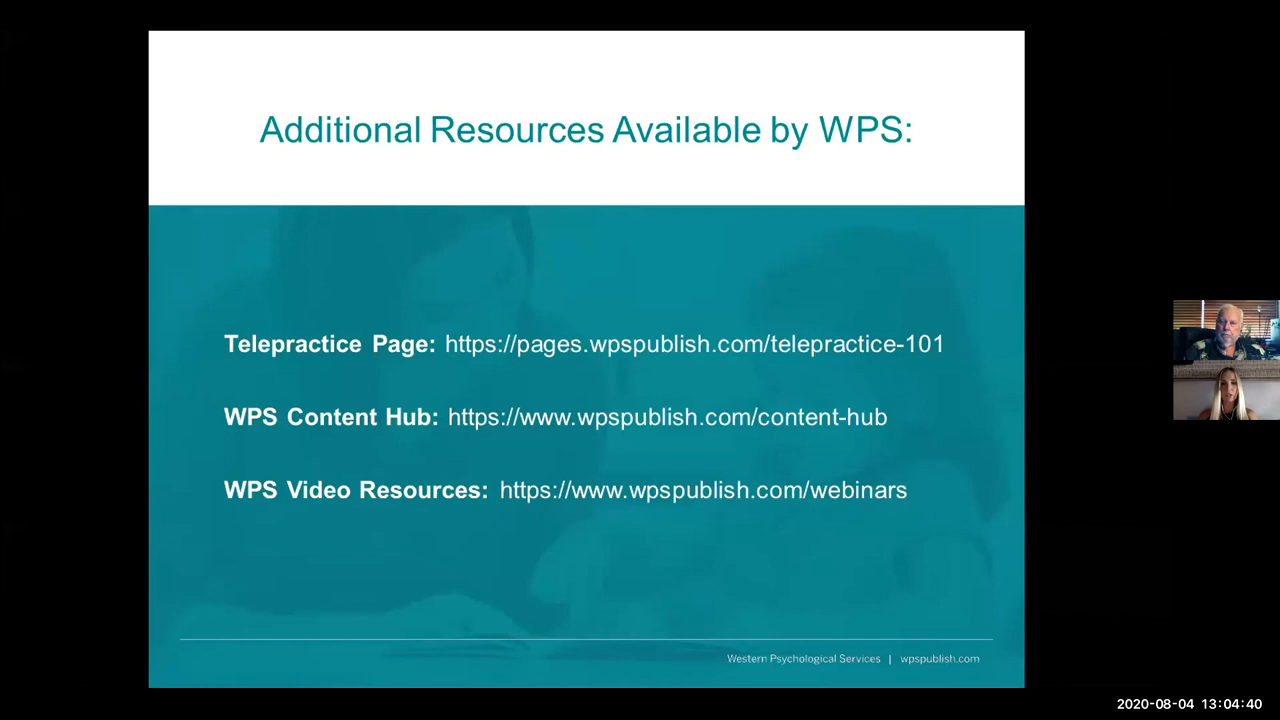 Additional Resources Available by WPS:
Telepractice Page: https://pages.wpspublish.com/telepractice-101
WPS Content Hub: https://www.wpspublish.com/content-hub
WPS Video Resources: https://www.wpspublish.com/webinars
Western Psychological Services | wpspublish.com
2020-08-04 13:04:40